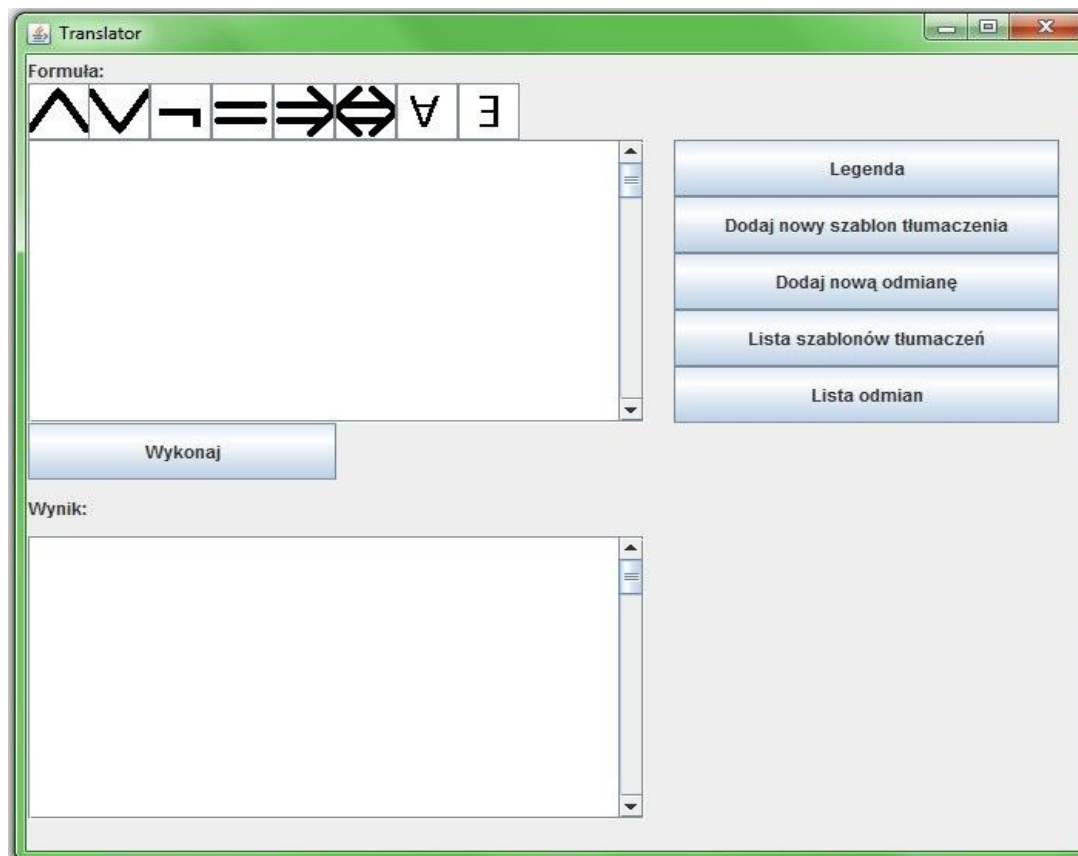 Translator
Formuła:
∧ ∨ ¬ = ⇒ ⇔ ∀ ∃
Legenda
Dodaj nowy szablon tłumaczenia
Dodaj nową odmianę
Lista szablonów tłumaczeń
Lista odmian
Wykonaj
Wynik: